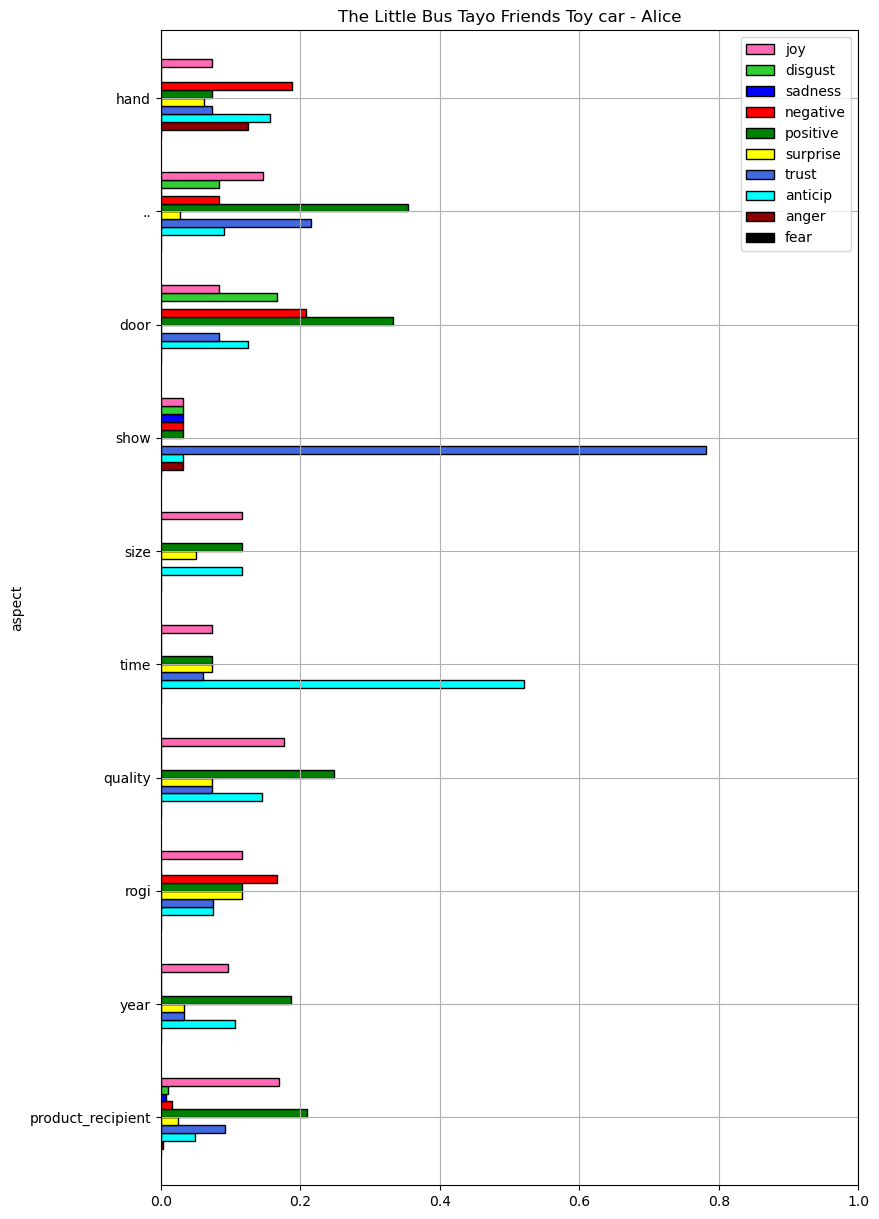 The Little Bus Tayo Friends Toy car - Alice
joy
disgust
sadness
negative
positive
surprise
trust
anticip
anger
fear
hand
..
door
show
size
time
quality
rogi
year
product_recipient
aspect
0.0 0.2 0.4 0.6 0.8 1.0